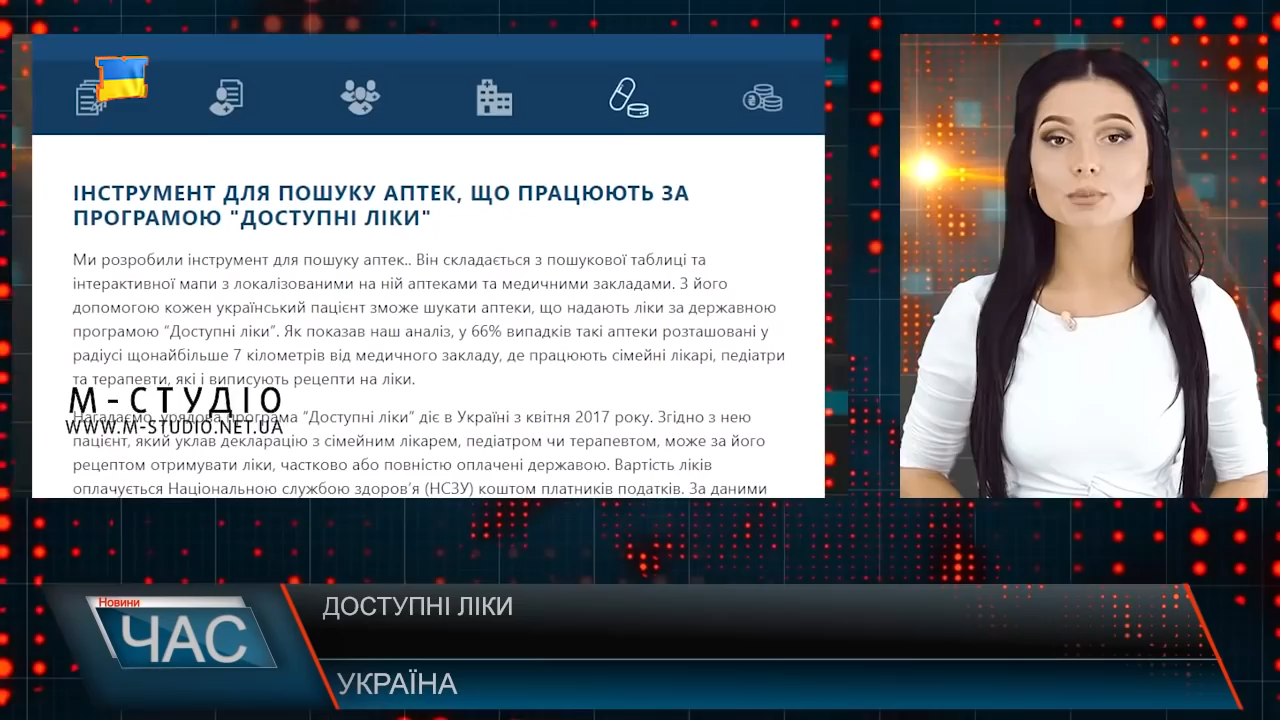 ІНСТРУМЕНТ ДЛЯ ПОШУКУ АПТЕК, ЩО ПРАЦЮЮТЬ ЗА
ПРОГРАМОЮ "ДОСТУПНІ ЛІКИ"
Ми розробили інструмент для пошуку аптек.. Він складається з пошукової таблиці та
інтерактивної мапи з локалізованими на ній аптеками та медичними закладами. З його
допомогою кожен український пацієнт зможе шукати аптеки, що надають ліки за державною
програмою “Доступні ліки”. Як показав наш аналіз, у 66% випадків такі аптеки розташовані у
радіусі щонайбільше 7 кілометрів від медичного закладу, де працюють сімейні лікарі, педіатри
та терапевти, які і виписують рецепти на ліки.
М-СТУДІО
Нагадаємо, урядова програма “Доступні ліки” діє в Україні з квітня 2017 року. Згідно з нею
WWW.M-STUDIO.NET.UA
пацієнт, який уклав декларацію з сімейним лікарем, педіатром чи терапевтом, може за його
рецептом отримувати ліки, частково або повністю оплачені державою. Вартість ліків
оплачується Національною службою здоров’я (НСЗУ) коштом платників податків. За даними
Новини
ЧАС
ДОСТУПНІ ЛІКИ
УКРАЇНА